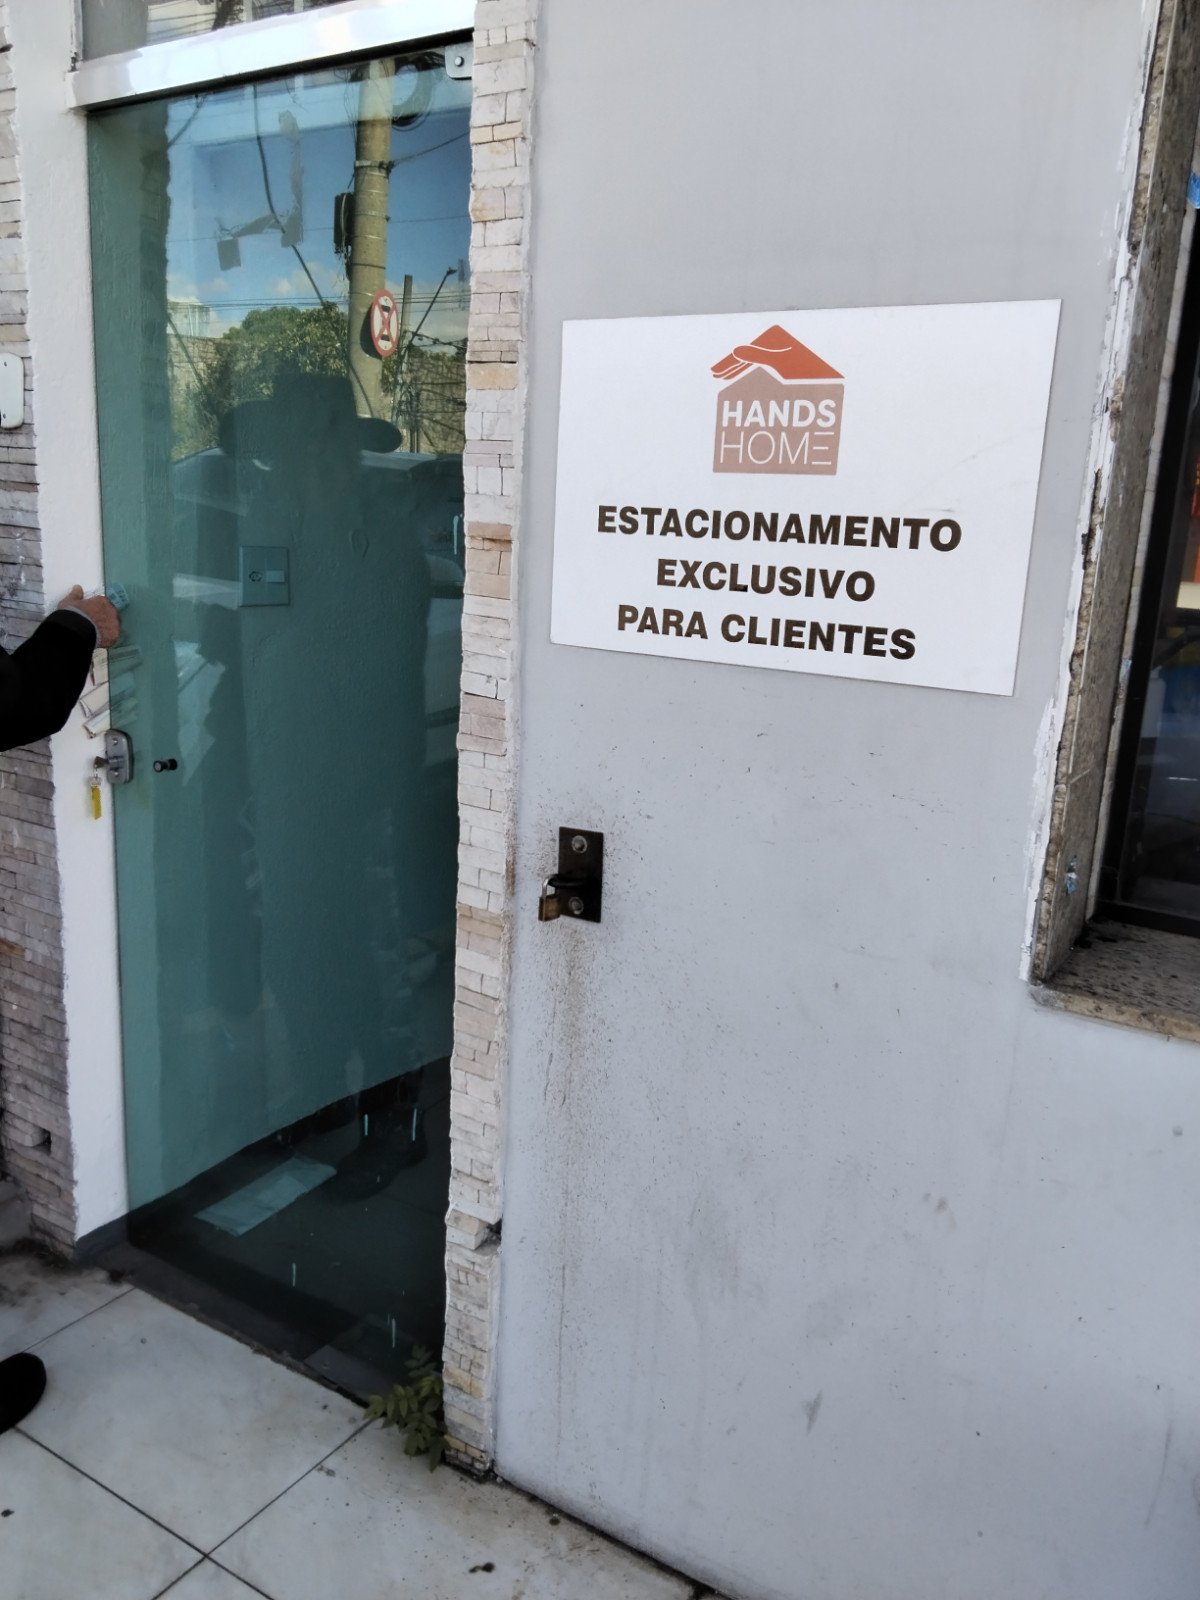 HANDS
HOME
ESTACIONAMENTO
EXCLUSIVO
PARA CLIENTES